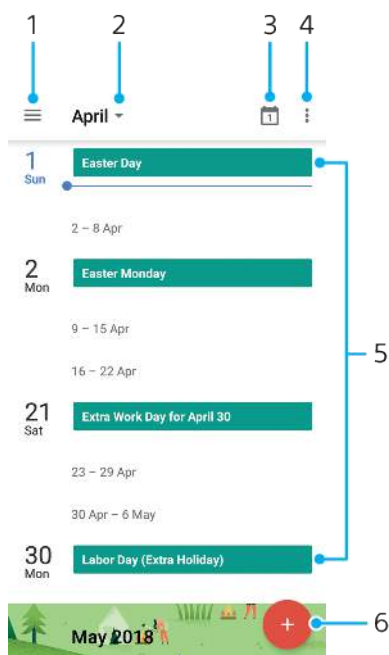 1 2 3 4
April
1
1 Easter Day
Sun
2 – 8 Apr
2 Easter Monday
Mon
9 – 15 Apr
5
16 – 22 Apr
21 Extra Work Day for April 30
Sat
23 – 29 Apr
30 Apr – 6 May
30 Labor Day (Extra Holiday)
Mon
May 2018 + 6